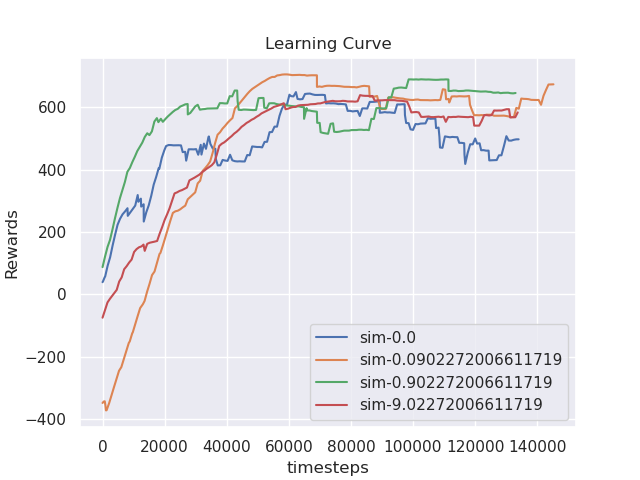 Learning Curve
Rewards
600
400
200
0
−200
−400
0 20000 40000 60000 80000 100000 120000 140000
timesteps
sim-0.0
sim-0.0902272006611719
sim-0.902272006611719
sim-9.02272006611719